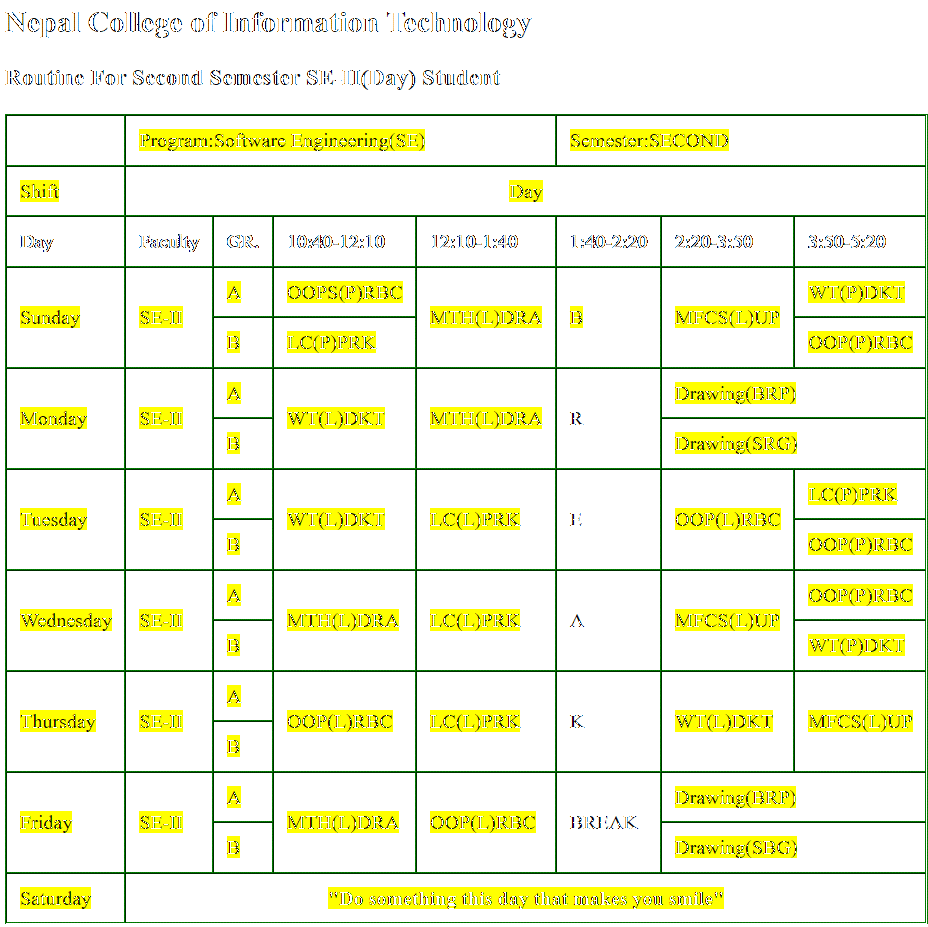 Nepal College of Information Technology
Routine For Second Semester SE-II(Day) Student
Program:Software Engineering(SE) Semester:SECOND
Shift Day
Day Faculty GR. 10:40-12:10 12:10-1:40 1:40-2:20 2:20-3:50 3:50-5:20
A OOPS(P)RBC WT(P)DKT
Sunday SE-II MTH(L)DRA B MFCS(L)UP
B LC(P)PRK OOP(P)RBC
A Drawing(BRP)
Monday SE-II WT(L)DKT MTH(L)DRA R
B Drawing(SRG)
A LC(P)PRK
Tuesday SE-II WT(L)DKT LC(L)PRK E OOP(L)RBC
B OOP(P)RBC
A OOP(P)RBC
Wednesday SE-II MTH(L)DRA LC(L)PRK A MFCS(L)UP
B WT(P)DKT
A
Thursday SE-II OOP(L)RBC LC(L)PRK K WT(L)DKT MFCS(L)UP
B
A Drawing(BRP)
Friday SE-II MTH(L)DRA OOP(L)RBC BREAK
B Drawing(SBG)
Saturday "Do something this day that makes you smile"